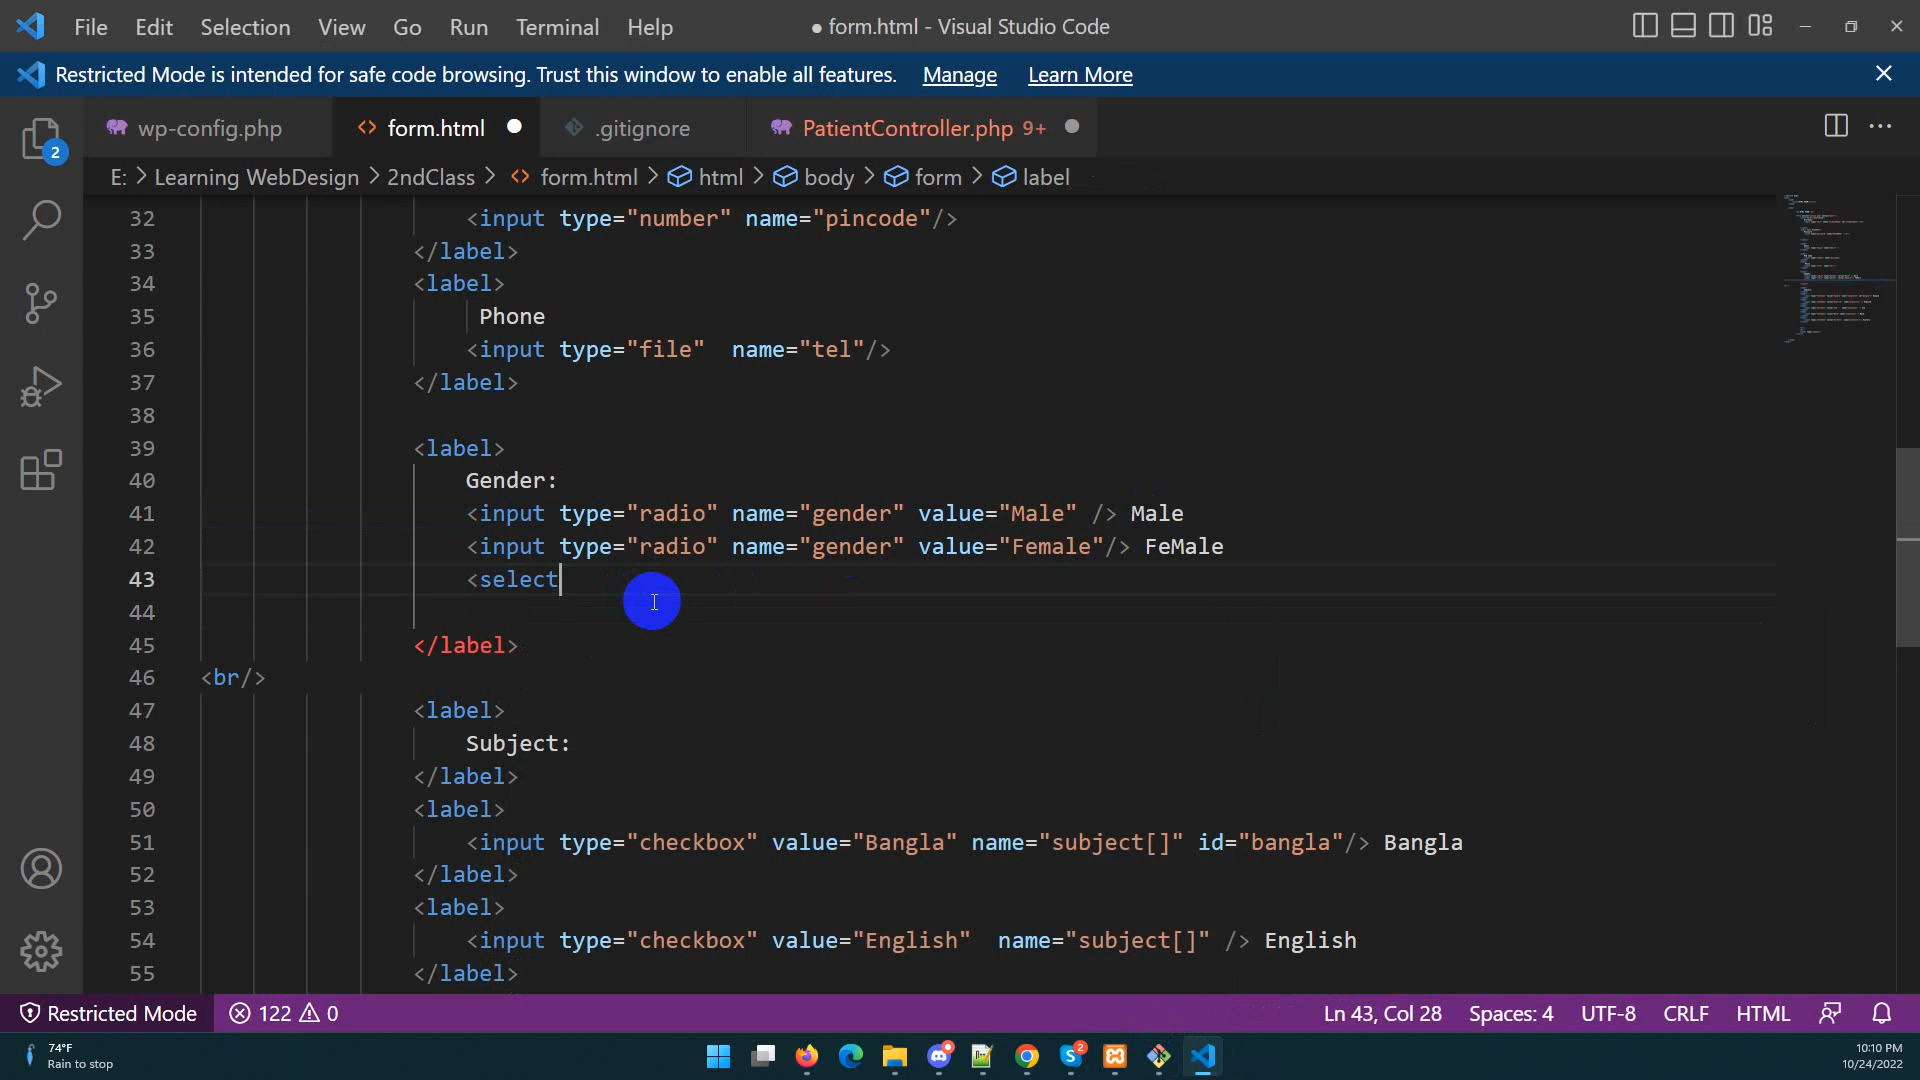 File Edit Selection View Go Run Terminal Help ● form.html - Visual Studio Code
Restricted Mode is intended for safe code browsing. Trust this window to enable all features. Manage Learn More
wp-config.php form.html .gitignore PatientController.php 9+
2
E: > Learning WebDesign > 2ndClass > form.html > html > body > form > label
32 <input type="number" name="pincode"/>
33 </label>
34 <label>
35 Phone
36 <input type="file"  name="tel"/>
37 </label>
38
39 <label>
40 Gender:
41 <input type="radio" name="gender" value="Male" /> Male
42 <input type="radio" name="gender" value="Female"/> FeMale
43 <select
44
45 </label>
46 <br/>
47 <label>
48 Subject:
49 </label>
50 <label>
51 <input type="checkbox" value="Bangla" name="subject[]" id="bangla"/> Bangla
52 </label>
53 <label>
54 <input type="checkbox" value="English"  name="subject[]" /> English
55 </label>
Restricted Mode 122 0 Ln 43, Col 28 Spaces: 4 UTF-8 CRLF HTML
74°F
Rain to stop
2
10:10 PM
10/24/2022